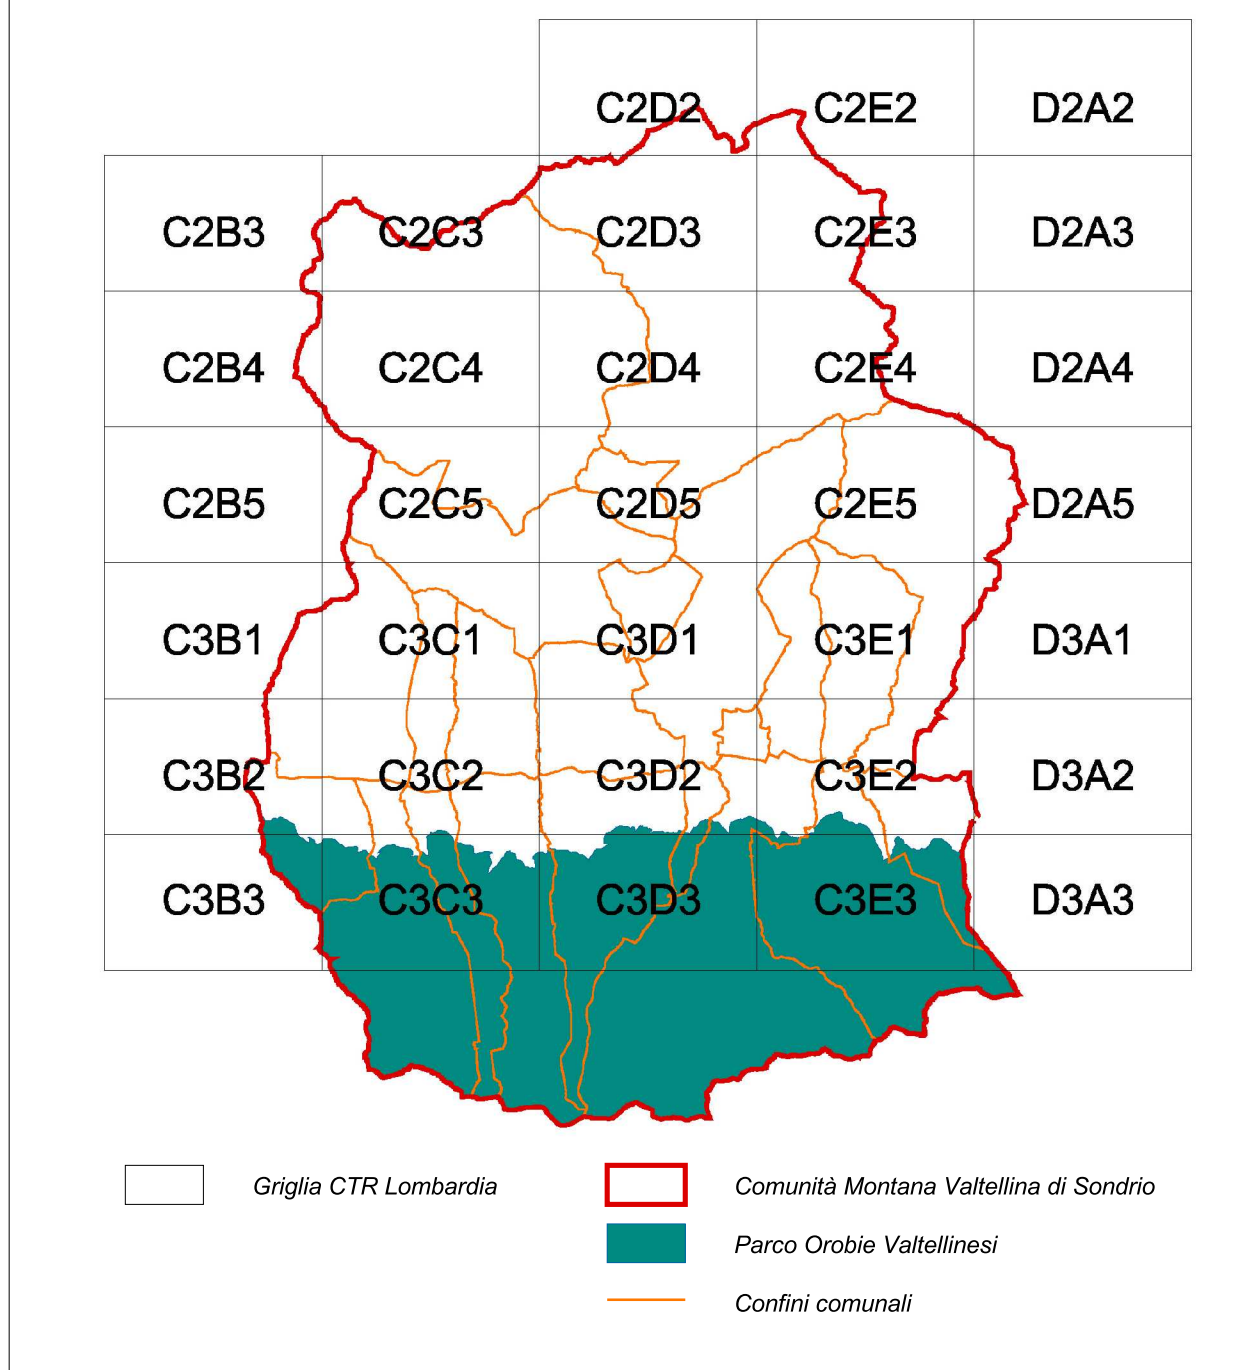 C2D2 C2E2 D2A2
C2B3 C2C3 C2D3 C2E3 D2A3
C2B4 C2C4 C2D4 C2E4 D2A4
C2B5 C2C5 C2D5 C2E5 D2A5
C3B1 C3C1 C3D1 C3E1 D3A1
C3B2 C3C2 C3D2 C3E2 D3A2
C3B3 C3C3 C3D3 C3E3 D3A3
Griglia CTR Lombardia
Comunità Montana Valtellina di Sondrio
Parco Orobie Valtellinesi
Confini comunali